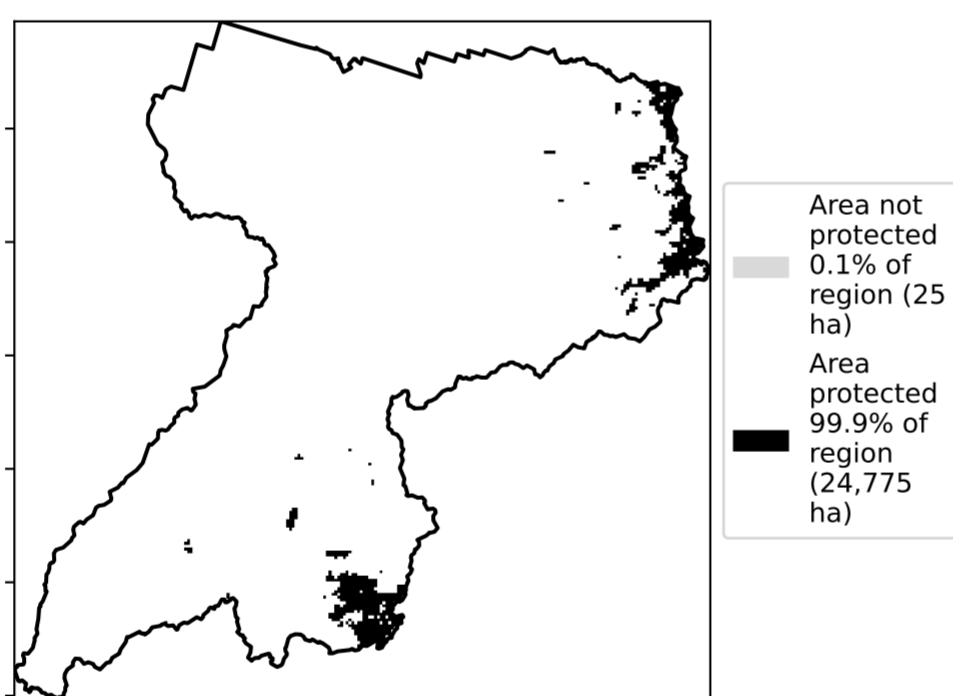 Area not
protected
0.1% of
region (25
ha)
Area
protected
99.9% of
region
(24,775
ha)